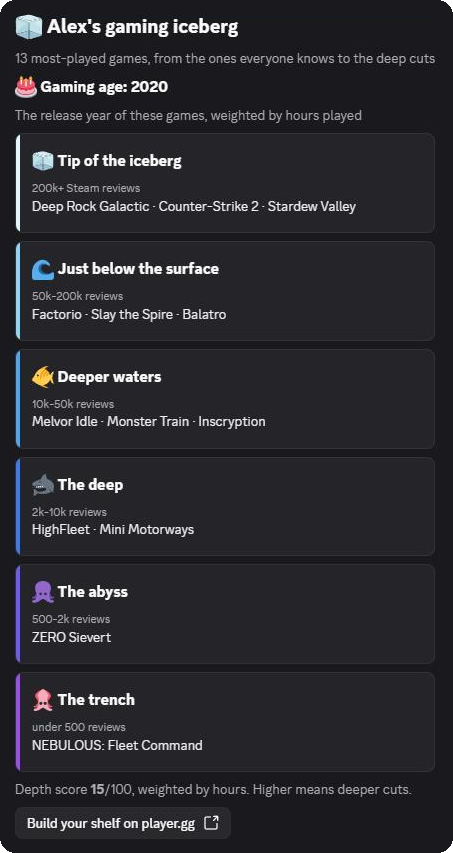 Alex's gaming iceberg
13 most-played games, from the ones everyone knows to the deep cuts
Gaming age: 2020
The release year of these games, weighted by hours played
Tip of the iceberg
200k+ Steam reviews
Deep Rock Galactic · Counter-Strike 2 · Stardew Valley
Just below the surface
50k-200k reviews
Factorio · Slay the Spire · Balatro
Deeper waters
10k-50k reviews
Melvor Idle · Monster Train · Inscryption
The deep
2k-10k reviews
HighFleet · Mini Motorways
The abyss
500-2k reviews
ZERO Sievert
The trench
under 500 reviews
NEBULOUS: Fleet Command
Depth score 15/100, weighted by hours. Higher means deeper cuts.
Build your shelf on player.gg